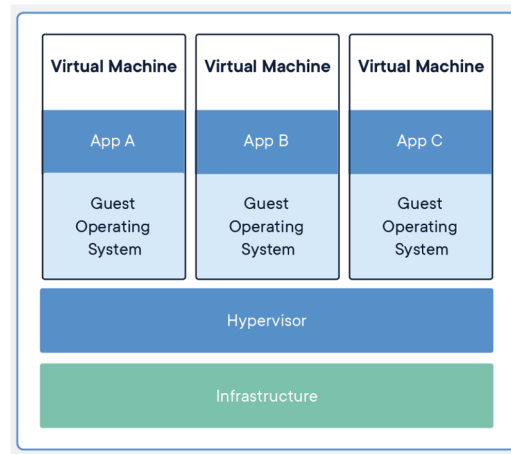 Virtual Machine
App A
Guest
Operating
System
Virtual Machine
App B
Guest
Operating
System
Virtual Machine
App C
Guest
Operating
System
Hypervisor
Infrastructure